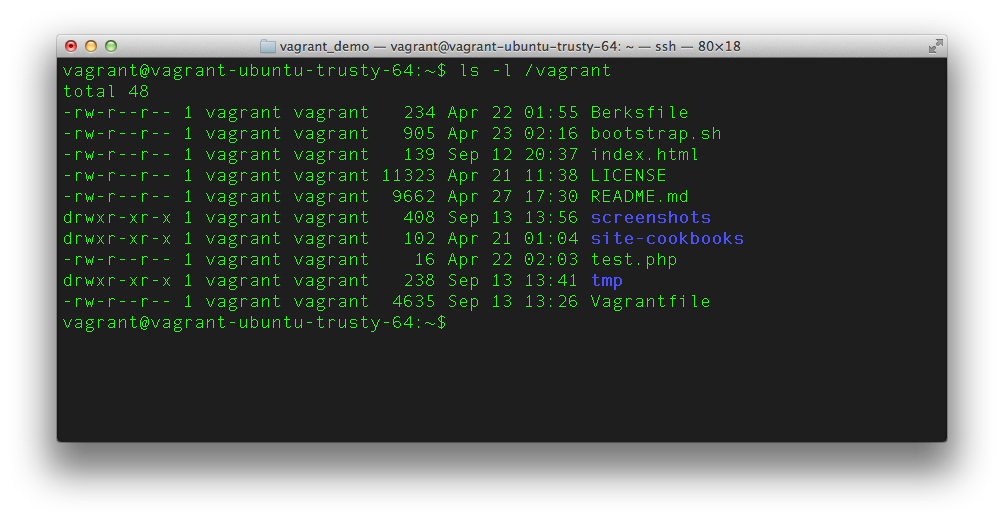 vagrant_demo — vagrant@vagrant-ubuntu-trusty-64: ~ — ssh — 80×18
vagrant@vagrant-ubuntu-trusty-64:~$ ls -l /vagrant
total 48
-rw-r--r-- 1 vagrant vagrant   234 Apr 22 01:55 Berksfile
-rw-r--r-- 1 vagrant vagrant   905 Apr 23 02:16 bootstrap.sh
-rw-r--r-- 1 vagrant vagrant   139 Sep 12 20:37 index.html
-rw-r--r-- 1 vagrant vagrant 11323 Apr 21 11:38 LICENSE
-rw-r--r-- 1 vagrant vagrant  9662 Apr 27 17:30 README.md
drwxr-xr-x 1 vagrant vagrant   408 Sep 13 13:56 screenshots
drwxr-xr-x 1 vagrant vagrant   102 Apr 21 01:04 site-cookbooks
-rw-r--r-- 1 vagrant vagrant    16 Apr 22 02:03 test.php
drwxr-xr-x 1 vagrant vagrant   238 Sep 13 13:41 tmp
-rw-r--r-- 1 vagrant vagrant  4635 Sep 13 13:26 Vagrantfile
vagrant@vagrant-ubuntu-trusty-64:~$